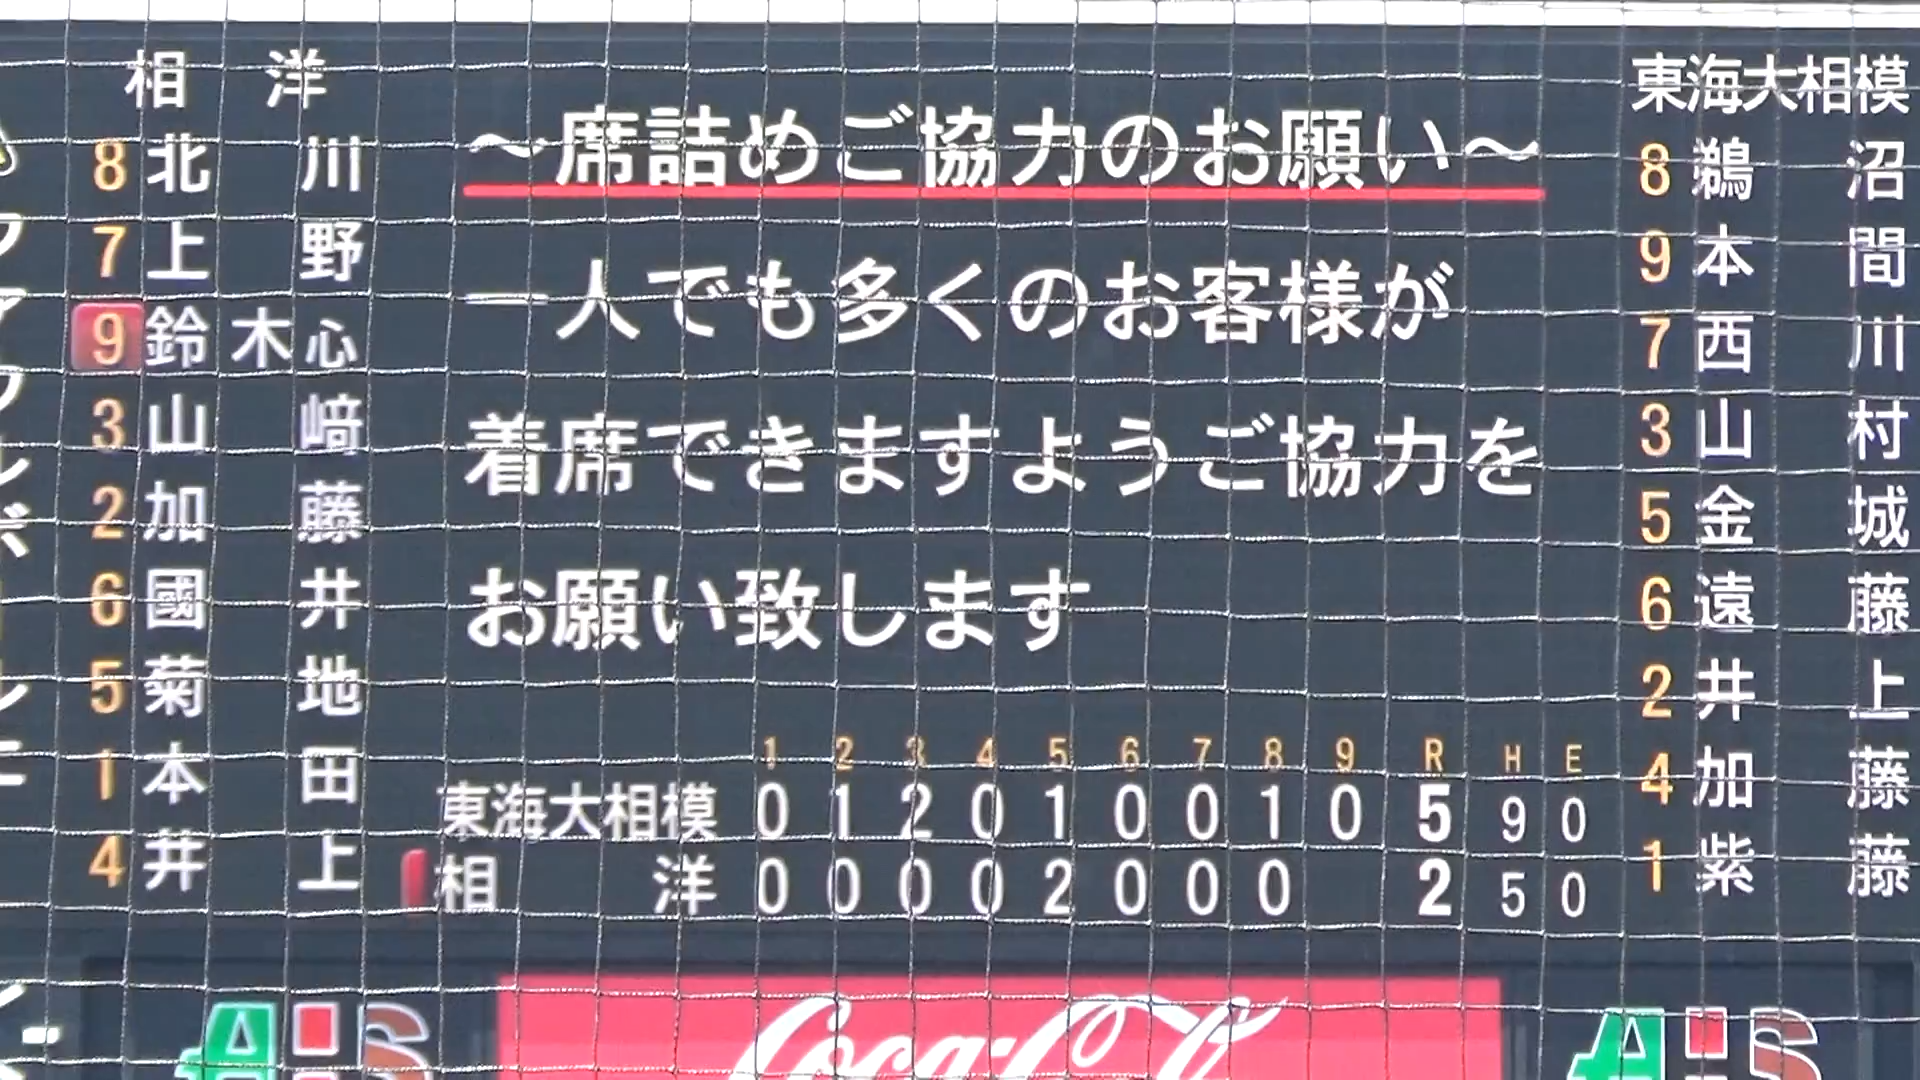 相洋
8 北川
7 上野
9 鈴木心
3 山﨑
2 加藤
6 國井
5 菊地
1 本田
4 井上
～席詰めご協力のお願い～
一人でも多くのお客様が
着席できますようご協力を
お願い致します
1 2 3 4 5 6 7 8 9 R H E
東海大相模 0 1 2 0 1 0 0 1 0 5 9 0
相洋 0 0 0 0 2 0 0 0 2 5 0
東海大相模
8 鵜沼
9 本間
7 西川
3 山村
5 金城
6 遠藤
2 井上
4 加藤
1 紫藤
Coca-Col